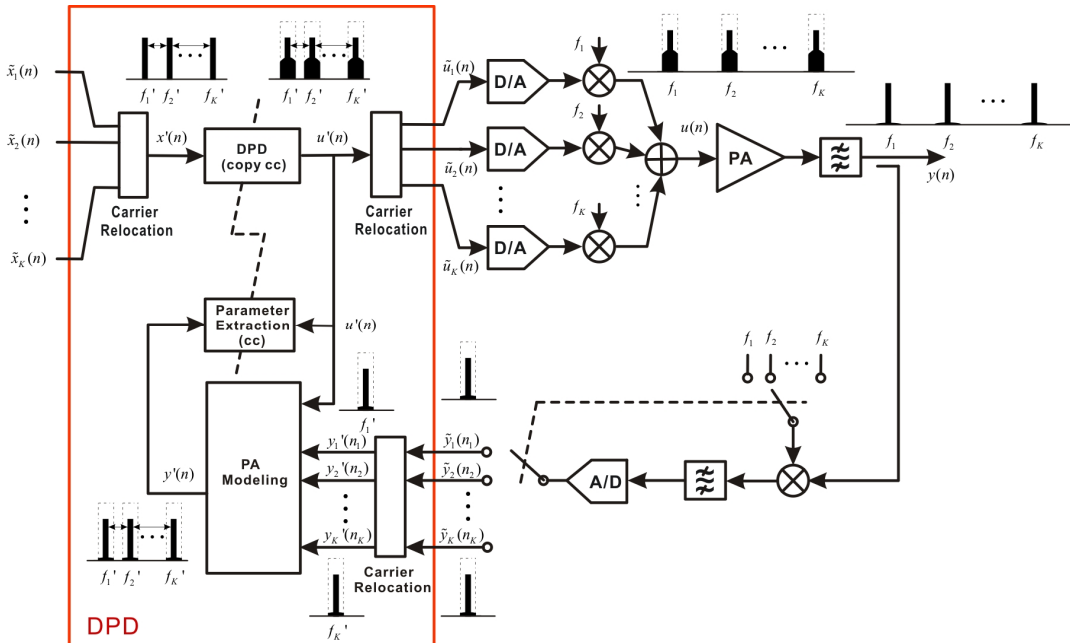 x̃₁(n)
x̃₂(n)
⋮
x̃_K(n)
f₁' f₂' ... f_K'
f₁' f₂' ... f_K'
x'(n)
Carrier
Relocation
DPD
(copy cc)
u'(n)
Carrier
Relocation
ũ₁(n)
ũ₂(n)
⋮
ũ_K(n)
D/A
D/A
⋮
D/A
f₁
f₂
f_K
⋮
f₁ f₂ ... f_K
u(n)
PA
f₁ f₂ ... f_K
y(n)
Parameter
Extraction
(cc)
u'(n)
f₁'
y'(n)
PA
Modeling
y₁'(n₁)
y₂'(n₂)
⋮
y_K'(n_K)
ỹ₁(n₁)
ỹ₂(n₂)
⋮
ỹ_K(n_K)
Carrier
Relocation
f_K'
f₁' f₂' ... f_K'
A/D
f₁ f₂ ... f_K
DPD